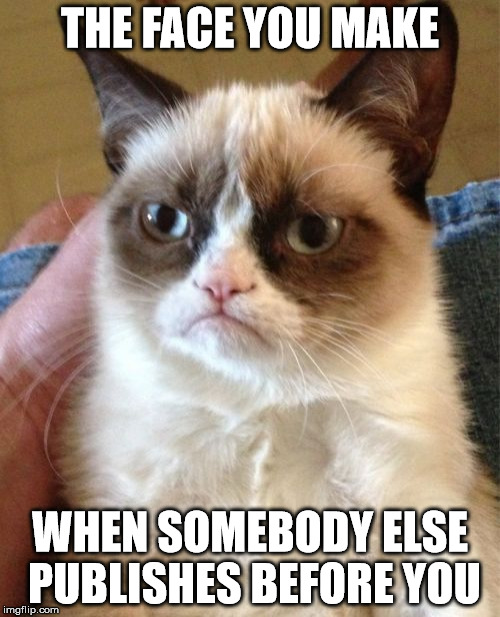 THE FACE YOU MAKE
WHEN SOMEBODY ELSE
PUBLISHES BEFORE YOU
imgflip.com